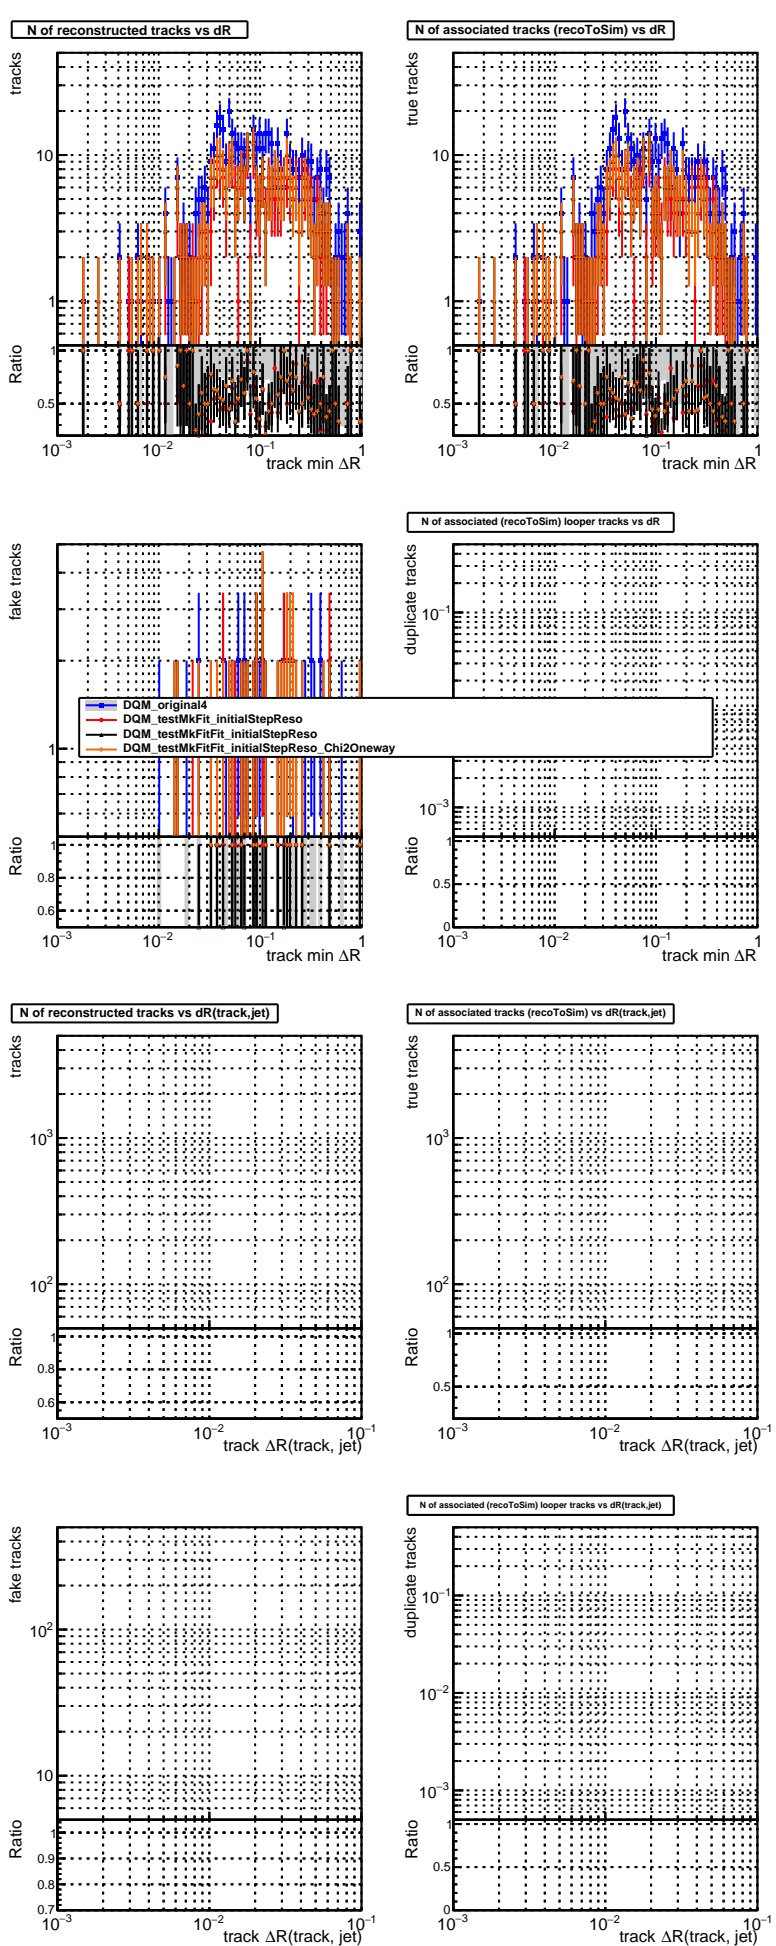 N of reconstructed tracks vs dR
N of associated tracks (recoToSim) vs dR
tracks
10
1
Ratio
1
0.5
10−3
10−2
10−1
1
track min ΔR
true tracks
10
1
Ratio
1
0.5
10−3
10−2
10−1
1
track min ΔR
N of associated (recoToSim) looper tracks vs dR
fake tracks
1
Ratio
1
0.8
0.6
10−3
10−2
10−1
1
track min ΔR
duplicate tracks
10−1
10−3
Ratio
1
0.5
0
10−3
10−2
10−1
1
track min ΔR
DQM_original4
DQM_testMkFit_initialStepReso
DQM_testMkFitFit_initialStepReso
DQM_testMkFitFit_initialStepReso_Chi2Oneway
N of reconstructed tracks vs dR(track,jet)
N of associated tracks (recoToSim) vs dR(track,jet)
tracks
103
102
Ratio
1
0.8
0.6
10−3
10−2
10−1
track ΔR(track, jet)
true tracks
103
102
Ratio
1
0.5
10−3
10−2
10−1
track ΔR(track, jet)
N of associated (recoToSim) looper tracks vs dR(track,jet)
fake tracks
102
10
Ratio
1
0.9
0.8
0.7
10−3
10−2
10−1
track ΔR(track, jet)
duplicate tracks
10−1
10−2
10−3
Ratio
1
0.5
0
10−3
10−2
10−1
track ΔR(track, jet)